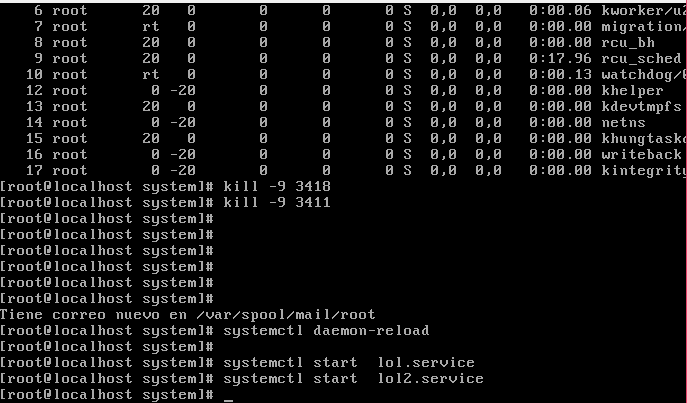 6 root 20 0 0 0 0 S 0,0 0,0 0:00.06 kworker/u2
7 root rt 0 0 0 0 S 0,0 0,0 0:00.00 migration/
8 root 20 0 0 0 0 S 0,0 0,0 0:00.00 rcu_bh
9 root 20 0 0 0 0 S 0,0 0,0 0:17.96 rcu_sched
10 root rt 0 0 0 0 S 0,0 0,0 0:00.13 watchdog/0
12 root 0 -20 0 0 0 S 0,0 0,0 0:00.00 khelper
13 root 20 0 0 0 0 S 0,0 0,0 0:00.00 kdevtmpfs
14 root 0 -20 0 0 0 S 0,0 0,0 0:00.00 netns
15 root 20 0 0 0 0 S 0,0 0,0 0:00.00 khungtask
16 root 0 -20 0 0 0 S 0,0 0,0 0:00.00 writeback
17 root 0 -20 0 0 0 S 0,0 0,0 0:00.00 kintegrity
[root@localhost system]# kill -9 3418
[root@localhost system]# kill -9 3411
[root@localhost system]#
[root@localhost system]#
[root@localhost system]#
[root@localhost system]#
[root@localhost system]#
[root@localhost system]#
Tiene correo nuevo en /var/spool/mail/root
[root@localhost system]# systemctl daemon-reload
[root@localhost system]#
[root@localhost system]# systemctl start  lol.service
[root@localhost system]# systemctl start  lol2.service
[root@localhost system]# _